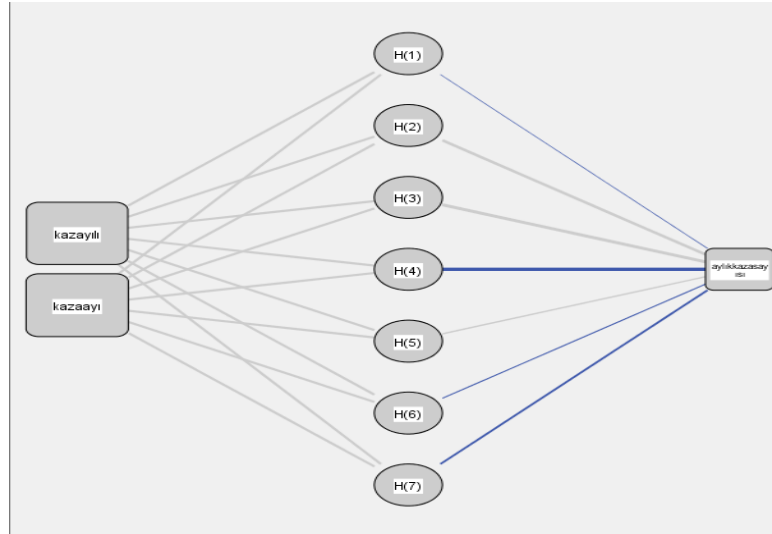 kazayılı
kazaayı
H(1)
H(2)
H(3)
H(4)
H(5)
H(6)
H(7)
aylıkkazasay
ısı